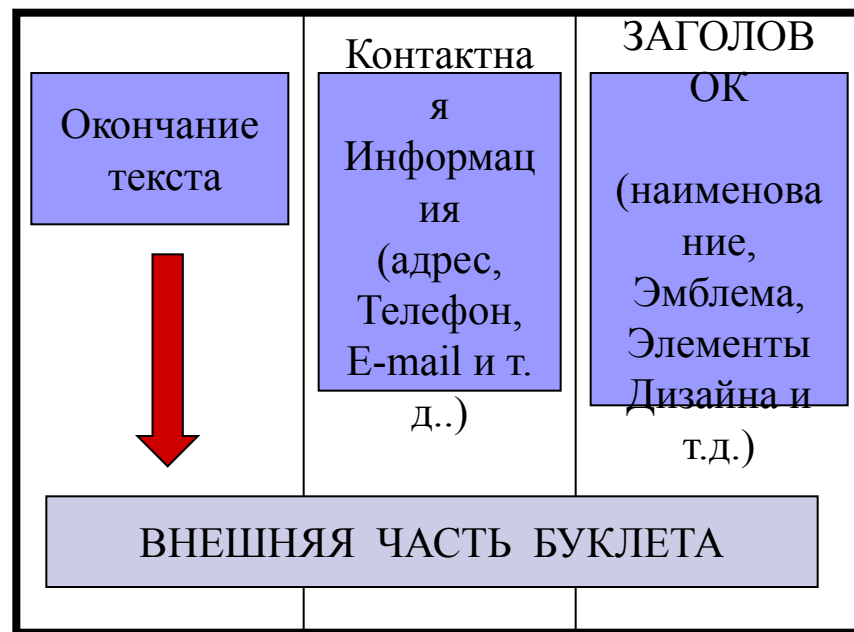 Окончание
текста
Контактна
я
Информац
ия
(адрес,
Телефон,
E-mail и т.
д..)
ЗАГОЛОВ
ОК
(наименова
ние,
Эмблема,
Элементы
Дизайна и
т.д.)
ВНЕШНЯЯ ЧАСТЬ БУКЛЕТА